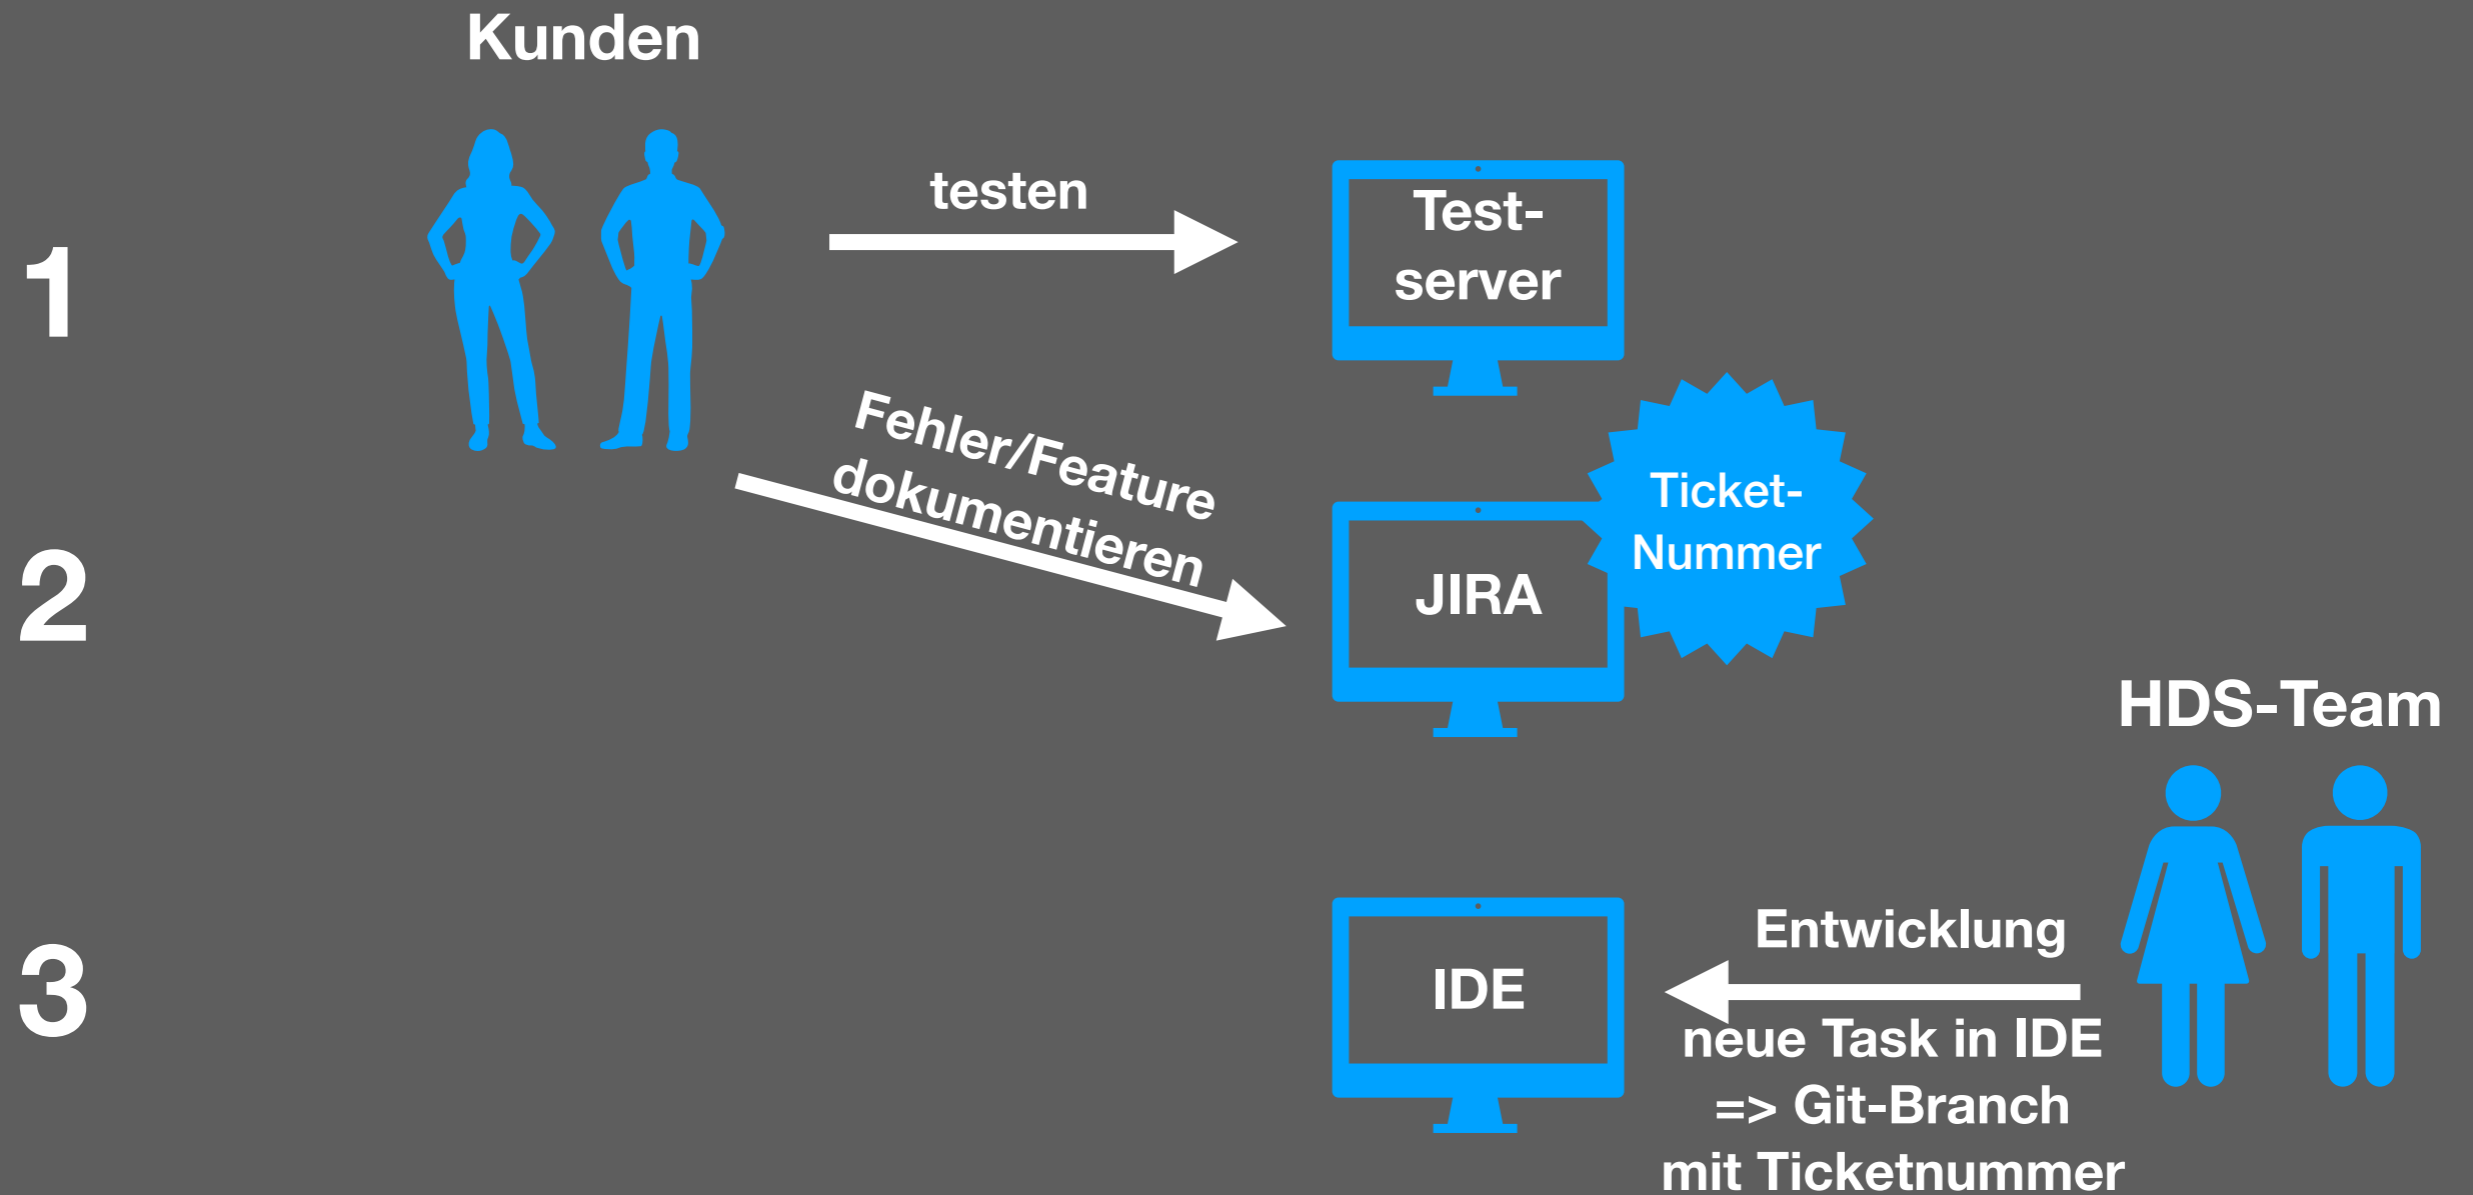 Kunden
1
testen
Test-
server
Fehler/Feature
dokumentieren
2
JIRA
Ticket-
Nummer
HDS-Team
3
IDE
Entwicklung
neue Task in IDE
=> Git-Branch
mit Ticketnummer